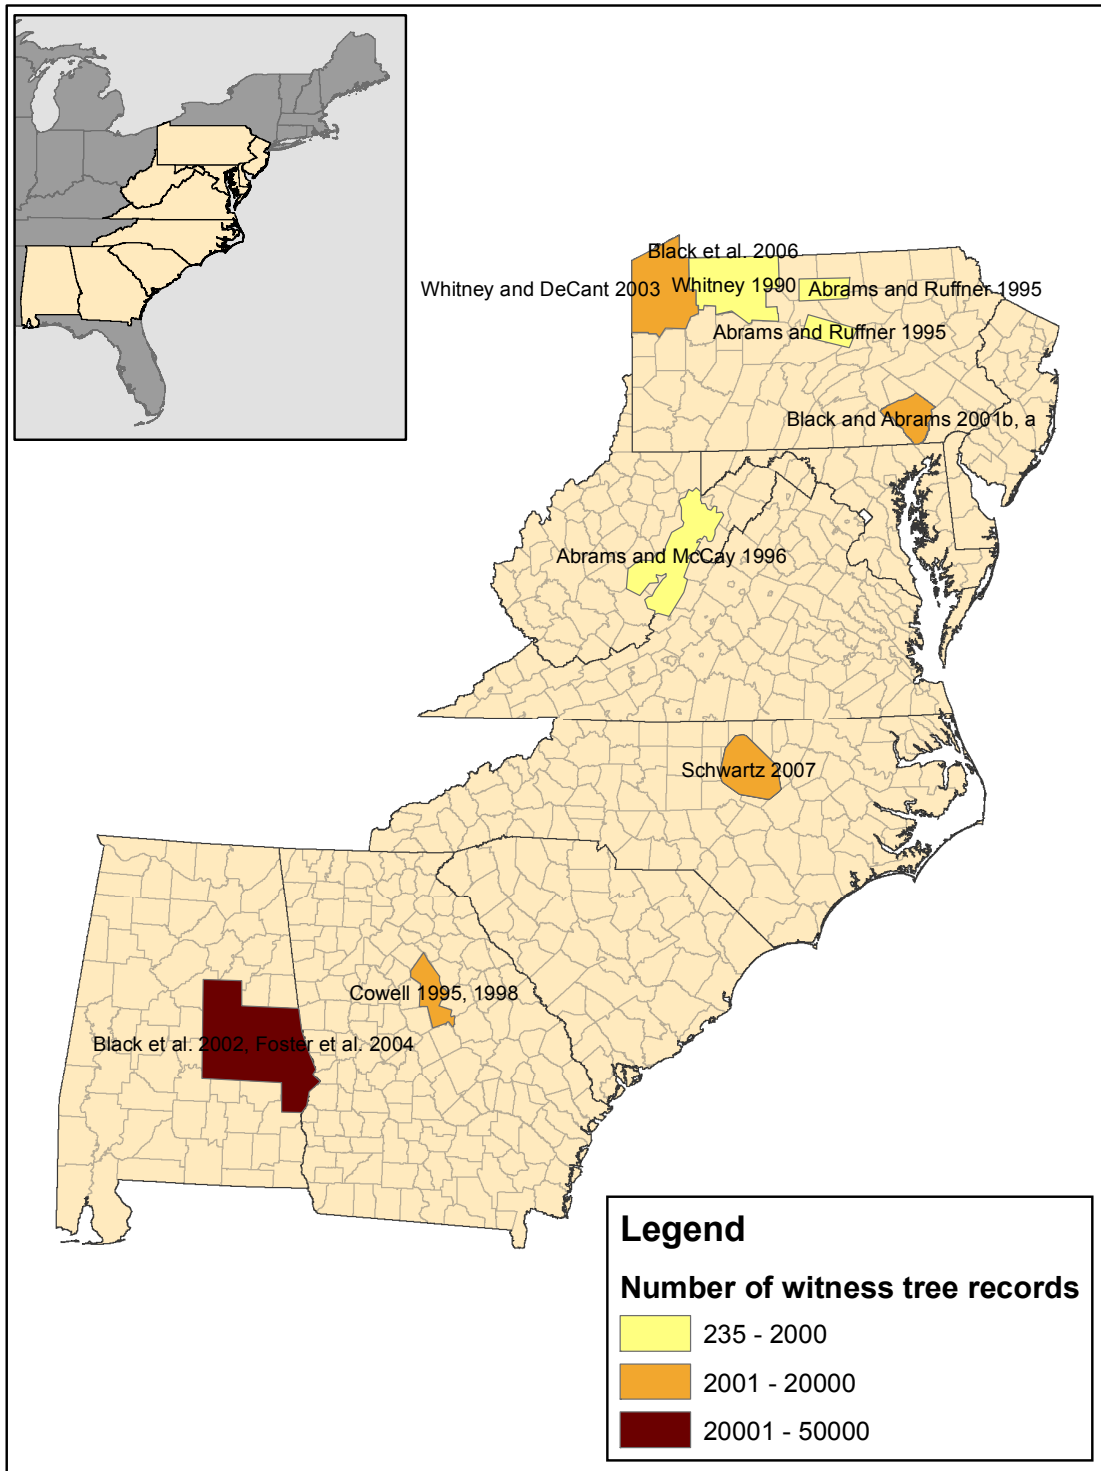 Black et al. 2006
Whitney and DeCant 2003
Whitney 1990
Abrams and Ruffner 1995
Abrams and Ruffner 1995
Black and Abrams 2001b, a
Abrams and McCay 1996
Schwartz 2007
Cowell 1995, 1998
Black et al. 2002, Foster et al. 2004
Legend
Number of witness tree records
235 - 2000
2001 - 20000
20001 - 50000